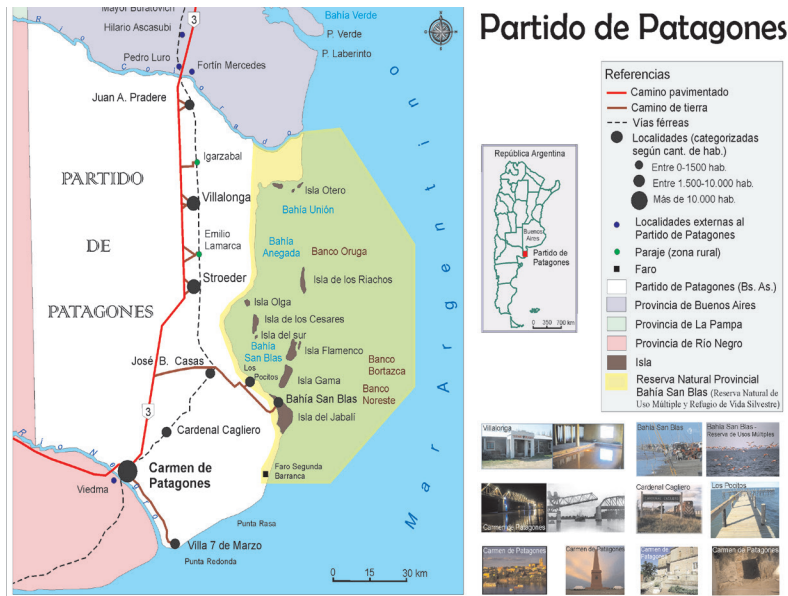 Partido de Patagones
Mayor Buratovich
Hilario Ascasubi
3
Bahía Verde
P. Verde
P. Laberinto
Pedro Luro
Fortín Mercedes
Colorado
Juan A. Pradere
Igarzabal
PARTIDO
DE
PATAGONES
Isla Otero
Villalonga
Bahía Unión
Emilio
Lamarca
Bahía
Anegada
Banco Oruga
Stroeder
Isla de los Riachos
Isla Olga
Isla de los Cesares
Isla del sur
Bahía
San Blas
Isla Flamenco
José B. Casas
Los
Pocitos
Banco
Bortazca
Isla Gama
Banco
Noreste
Bahía San Blas
Isla del Jabalí
3
Cardenal Cagliero
Río Negro
Carmen de
Patagones
Viedma
Faro Segunda
Barranca
Punta Rasa
Villa 7 de Marzo
Punta Redonda
Mar Argentino
0 15 30 km
República Argentina
Buenos
Aires
Partido de
Patagones
0 350 700 km
Referencias
Camino pavimentado
Camino de tierra
Vías férreas
Localidades (categorizadas
según cant. de hab.)
Entre 0-1500 hab.
Entre 1.500-10.000 hab.
Más de 10.000 hab.
Localidades externas al
Partido de Patagones
Paraje (zona rural)
Faro
Partido de Patagones (Bs. As.)
Provincia de Buenos Aires
Provincia de La Pampa
Provincia de Río Negro
Isla
Reserva Natural Provincial
Bahía San Blas (Reserva Natural de
Uso Múltiple y Refugio de Vida Silvestre)
Villalonga
Bahía San Blas
Bahía San Blas -
Reserva de Usos Múltiples
Carmen de Patagones
Cardenal Cagliero
Los Pocitos
Carmen de Patagones
Carmen de Patagones
Carmen de
Patagones
Carmen de Patagones